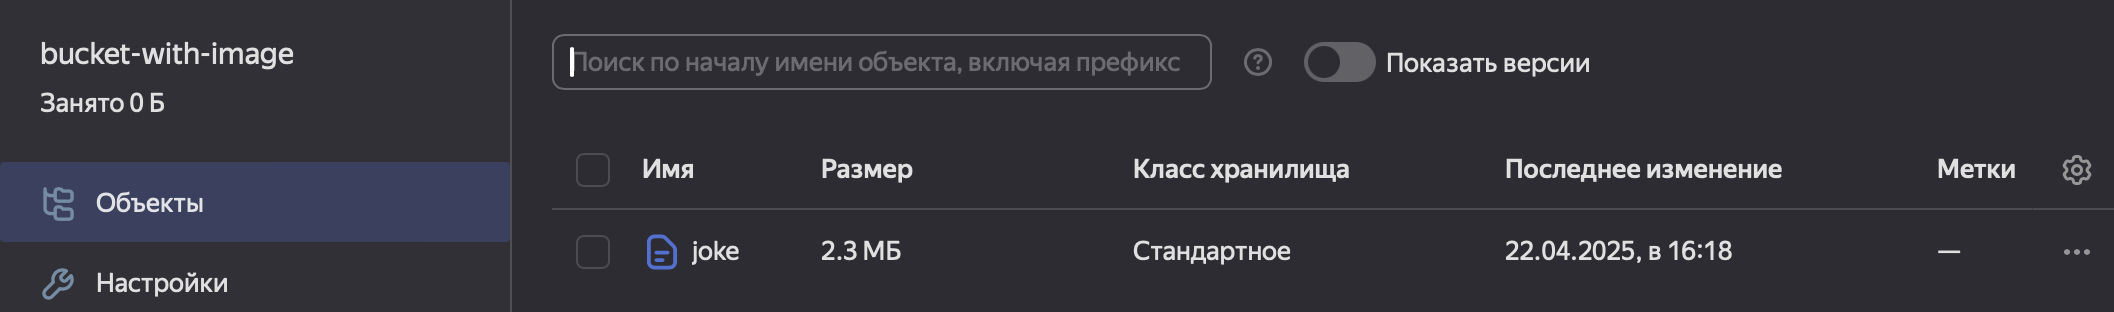 bucket-with-image
Занято 0 Б
Объекты
Настройки
Поиск по началу имени объекта, включая префикс
Показать версии
Имя Размер Класс хранилища Последнее изменение Метки
joke 2.3 МБ Стандартное 22.04.2025, в 16:18 —